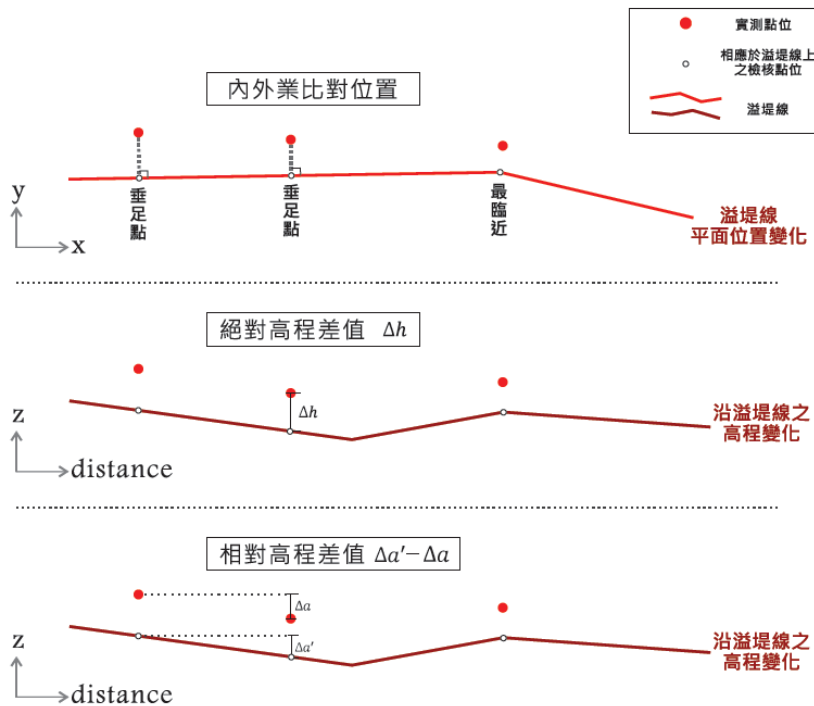 實測點位
相應於溢堤線上
之檢核點位
溢堤線
內外業比對位置
垂足點
垂足點
最臨近
y
x
溢堤線
平面位置變化
絕對高程差值 Δh
Δh
z
distance
沿溢堤線之
高程變化
相對高程差值 Δa′−Δa
Δa
Δa′
z
distance
沿溢堤線之
高程變化